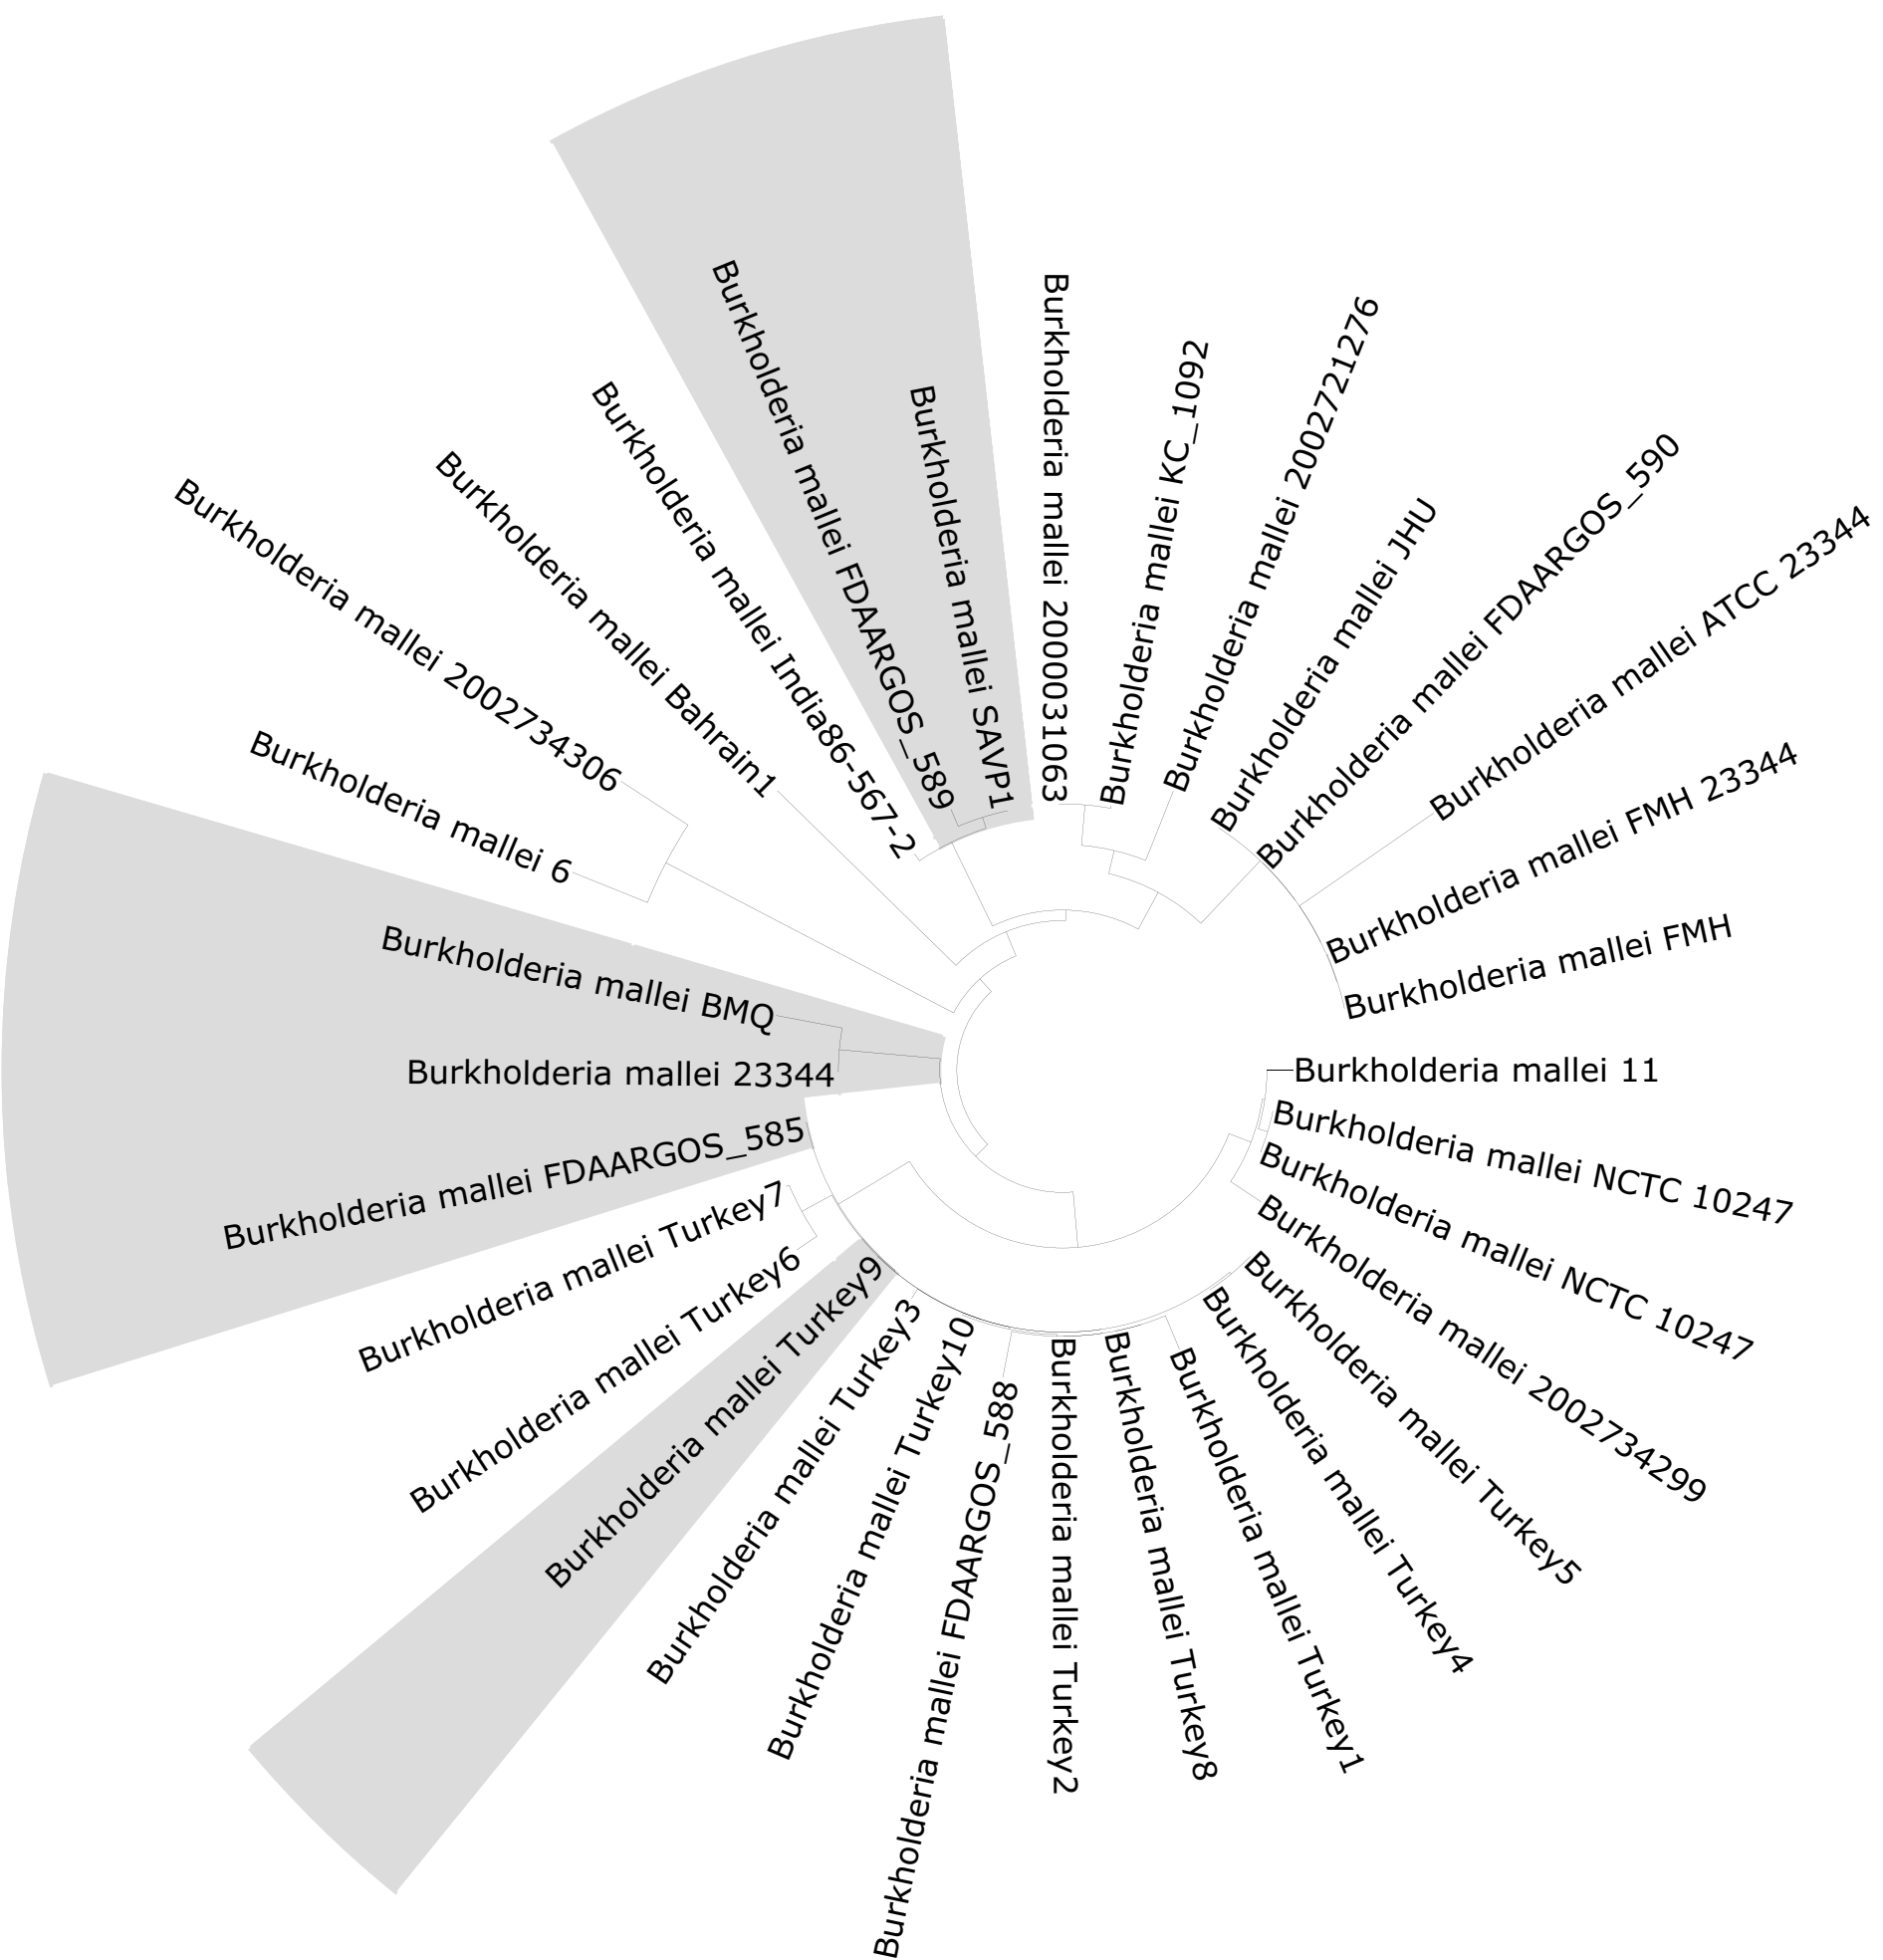 Burkholderia mallei 2000031063
Burkholderia mallei KC_1092
Burkholderia mallei 2002721276
Burkholderia mallei JHU
Burkholderia mallei FDAARGOS_590
Burkholderia mallei ATCC 23344
Burkholderia mallei FMH 23344
Burkholderia mallei FMH
Burkholderia mallei 11
Burkholderia mallei NCTC 10247
Burkholderia mallei NCTC 10247
Burkholderia mallei 2002734299
Burkholderia mallei Turkey5
Burkholderia mallei Turkey4
Burkholderia mallei Turkey1
Burkholderia mallei Turkey8
Burkholderia mallei Turkey2
Burkholderia mallei FDAARGOS_588
Burkholderia mallei Turkey10
Burkholderia mallei Turkey3
Burkholderia mallei Turkey9
Burkholderia mallei Turkey6
Burkholderia mallei Turkey7
Burkholderia mallei FDAARGOS_585
Burkholderia mallei 23344
Burkholderia mallei BMQ
Burkholderia mallei 6
Burkholderia mallei 2002734306
Burkholderia mallei Bahrain1
Burkholderia mallei India86-567-2
Burkholderia mallei FDAARGOS_589
Burkholderia mallei SAVP1